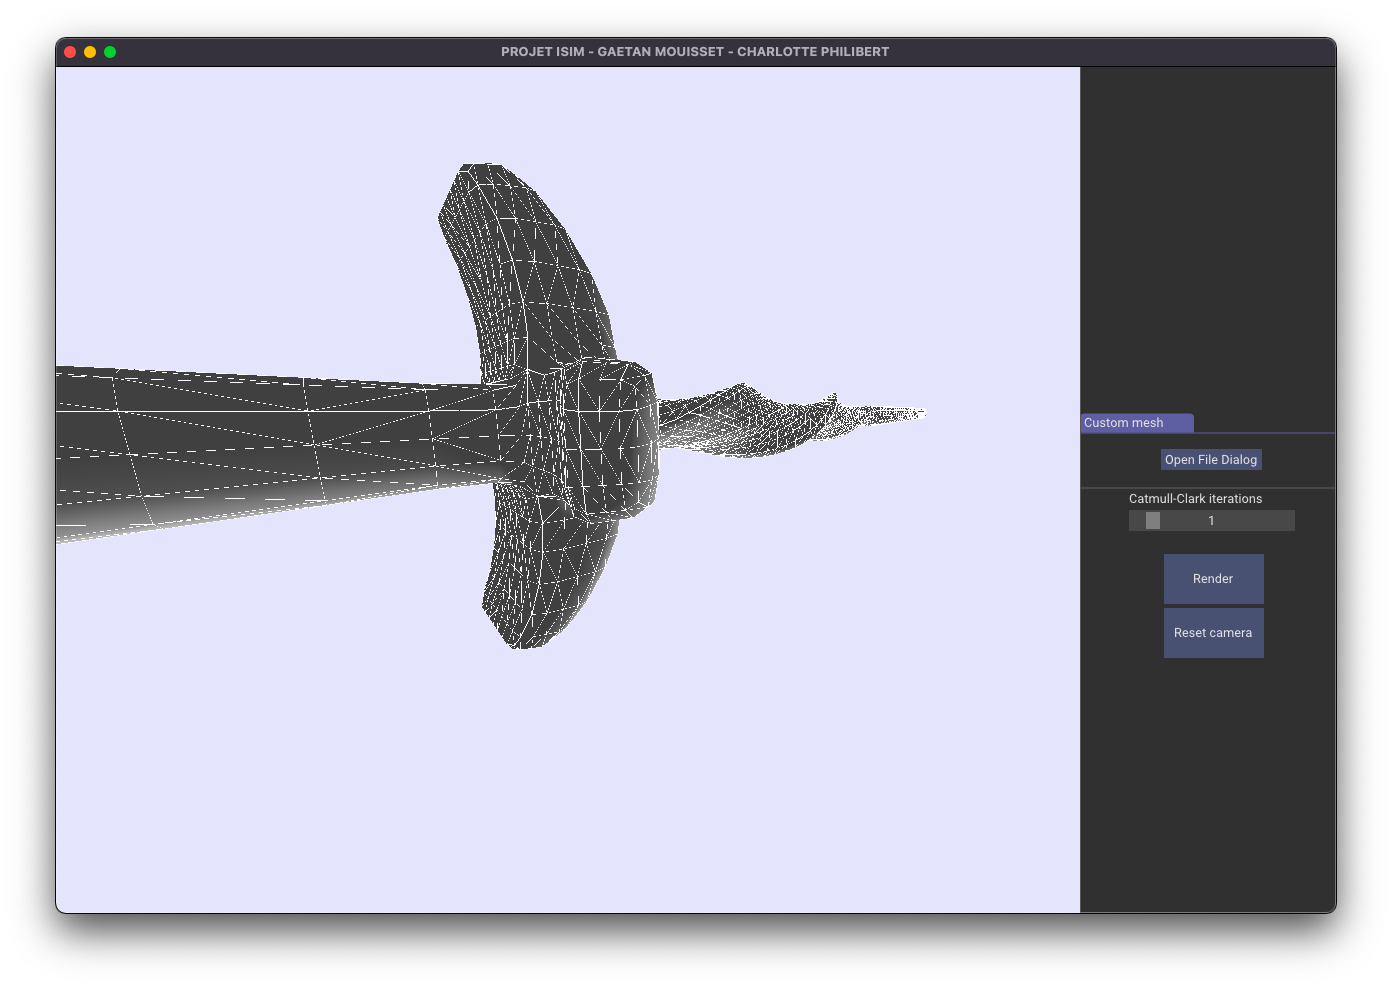 PROJET ISIM - GAETAN MOUISSET - CHARLOTTE PHILIBERT
Custom mesh
Open File Dialog
Catmull-Clark iterations
1
Render
Reset camera